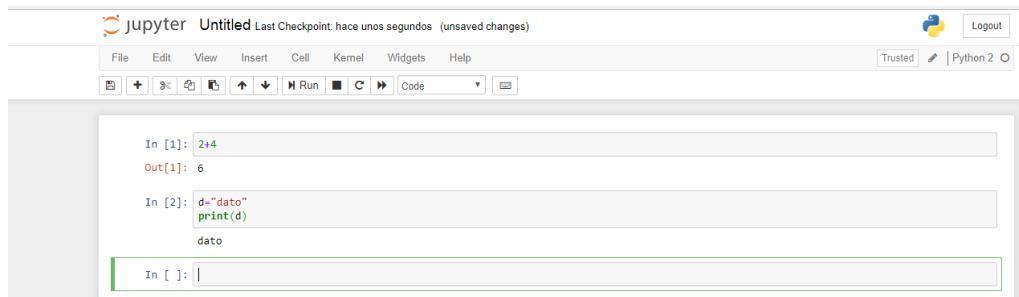 jupyter Untitled Last Checkpoint: hace unos segundos (unsaved changes) Logout
File Edit View Insert Cell Kernel Widgets Help Trusted Python 2
Run Code
In [1]: 2+4
Out[1]: 6
In [2]: d="dato"
print(d)
dato
In [ ]: